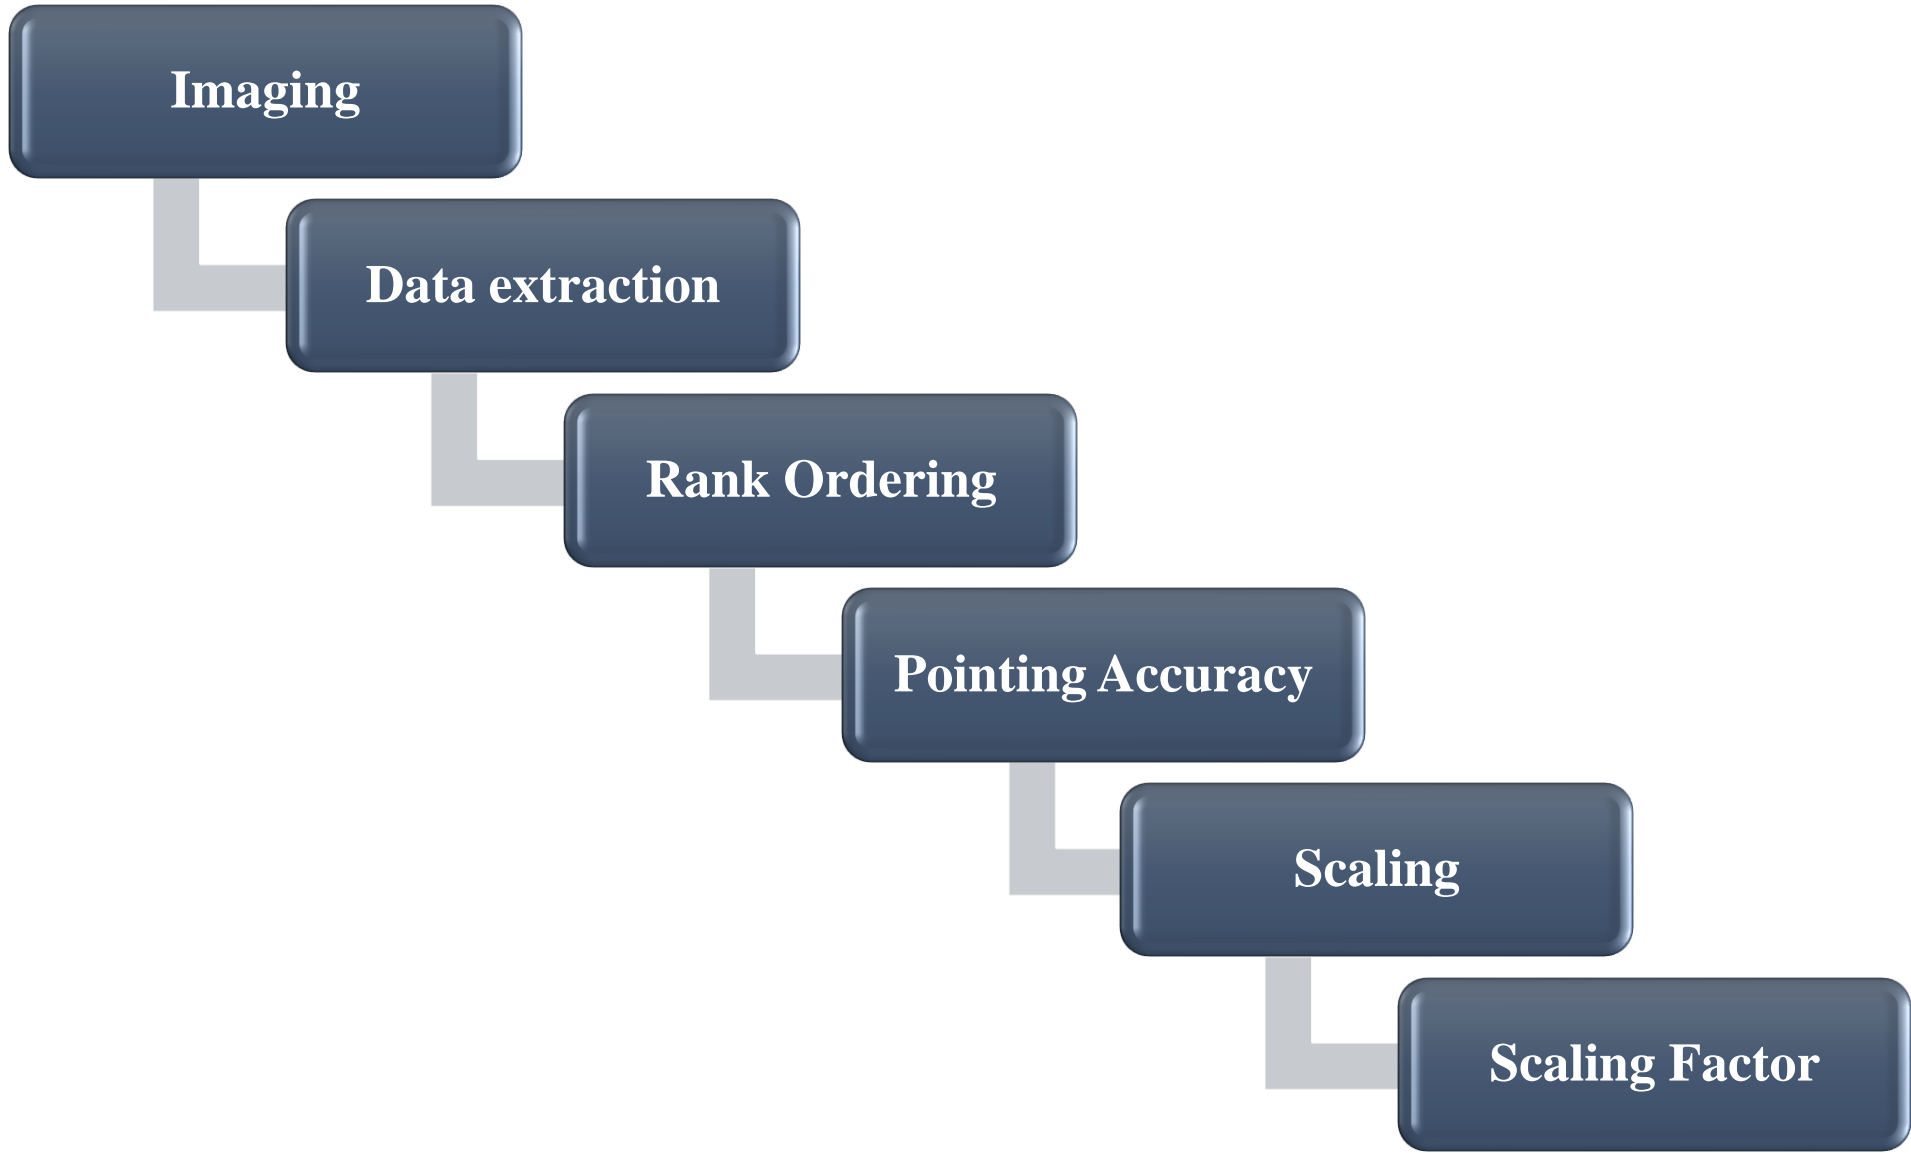 Imaging
Data extraction
Rank Ordering
Pointing Accuracy
Scaling
Scaling Factor